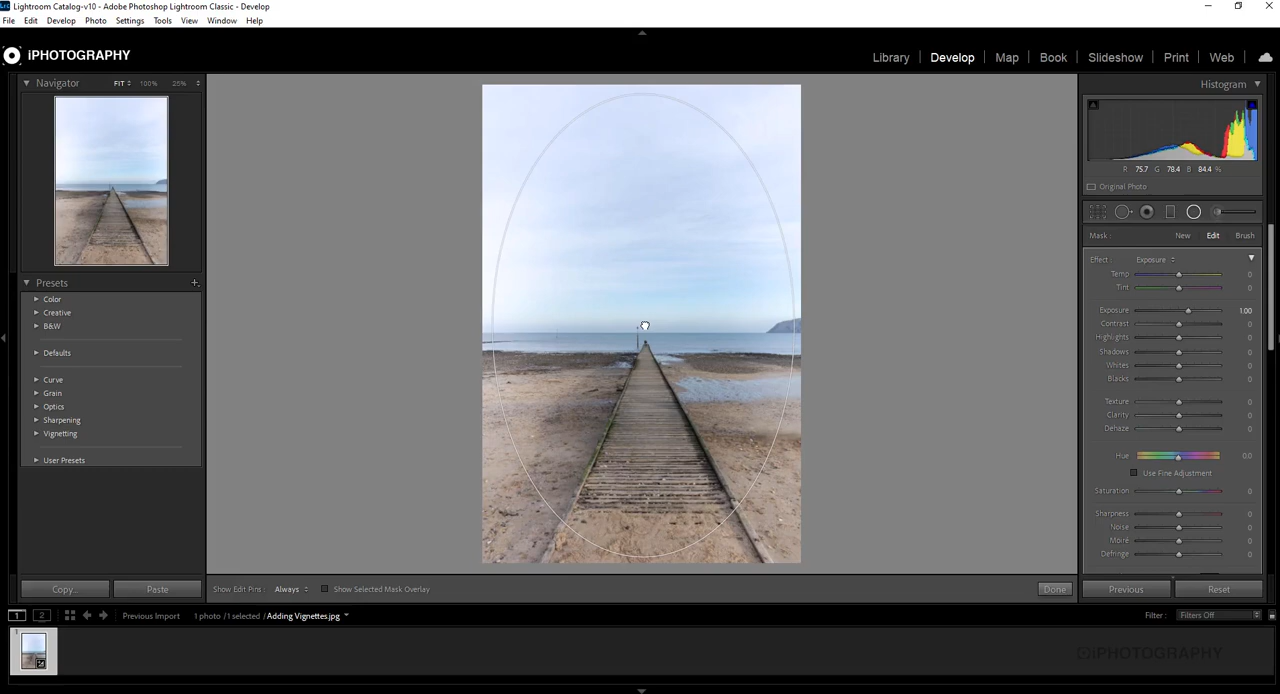 LrC Lightroom Catalog-v10 - Adobe Photoshop Lightroom Classic - Develop
File Edit Develop Photo Settings Tools View Window Help
iPHOTOGRAPHY
Library Develop Map Book Slideshow Print Web
Navigator FIT 100% 25%
Histogram
R 75.7 G 78.4 B 84.4 %
Original Photo
Mask : New Edit Brush
Effect : Exposure
Temp 0
Tint 0
Exposure 1.00
Contrast 0
Highlights 0
Shadows 0
Whites 0
Blacks 0
Texture 0
Clarity 0
Dehaze 0
Hue 0.0
Use Fine Adjustment
Saturation 0
Sharpness 0
Noise 0
Moiré 0
Defringe 0
Presets +
Color
Creative
B&W
Defaults
Curve
Grain
Optics
Sharpening
Vignetting
User Presets
Copy... Paste
Show Edit Pins : Always Show Selected Mask Overlay Done
Previous Reset
1 2 Previous Import 1 photo /1 selected /Adding Vignettes.jpg Filter : Filters Off
1
iPHOTOGRAPHY